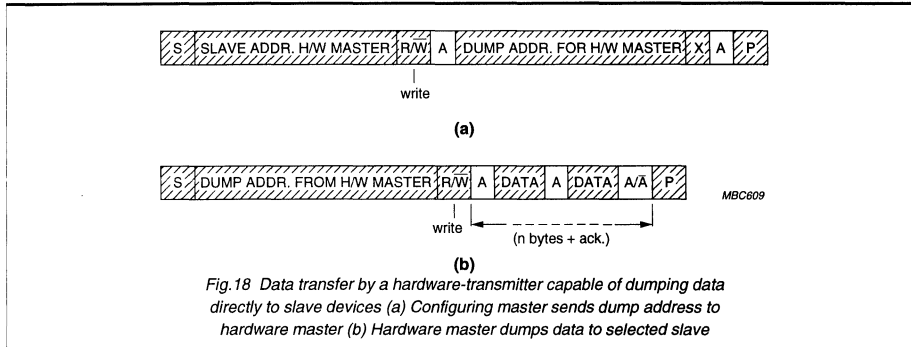 S SLAVE ADDR. H/W MASTER R/W̅ A DUMP ADDR. FOR H/W MASTER X A P
write
(a)
S DUMP ADDR. FROM H/W MASTER R/W̅ A DATA A DATA A/A̅ P
MBC609
write
(n bytes + ack.)
(b)
Fig.18 Data transfer by a hardware-transmitter capable of dumping data
directly to slave devices (a) Configuring master sends dump address to
hardware master (b) Hardware master dumps data to selected slave